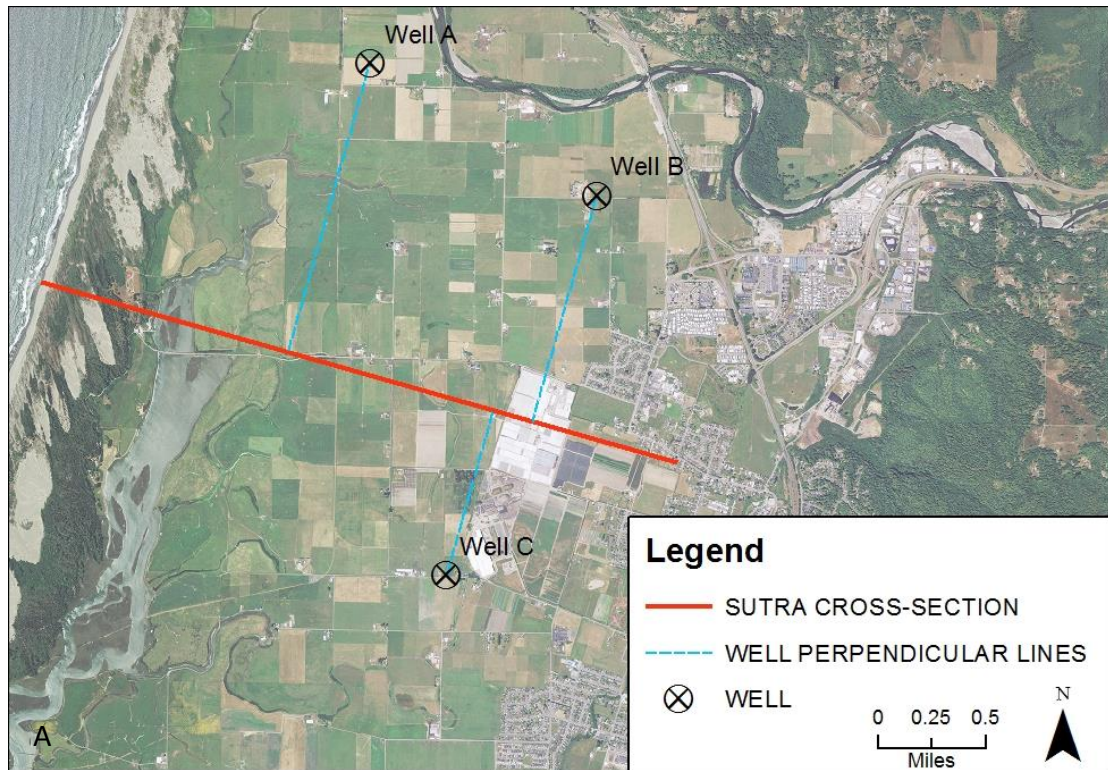 Well A
Well B
Well C
A
Legend
SUTRA CROSS-SECTION
WELL PERPENDICULAR LINES
WELL
N
0 0.25 0.5
Miles